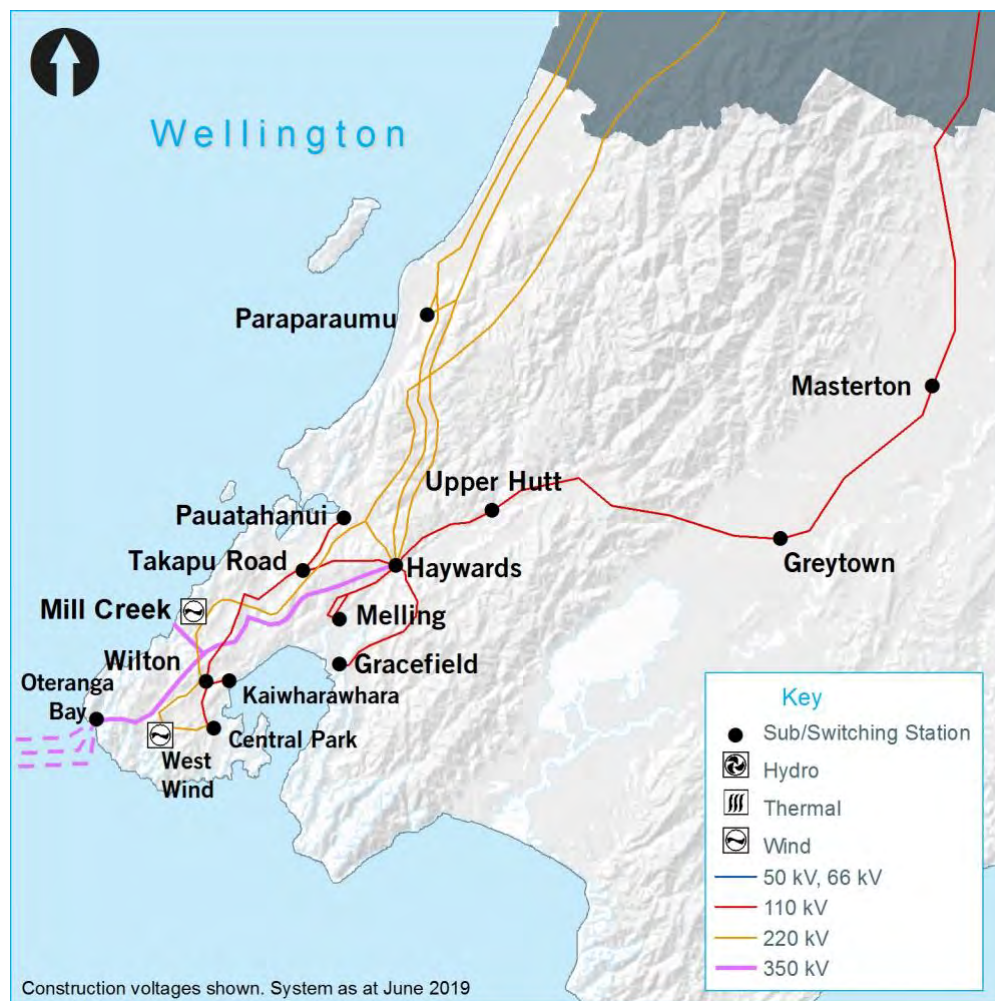 Wellington
Paraparaumu
Masterton
Upper Hutt
Pauatahanui
Takapu Road
Haywards
Greytown
Mill Creek
Melling
Wilton
Gracefield
Oteranga
Bay
Kaiwharawhara
Central Park
West
Wind
Key
Sub/Switching Station
Hydro
Thermal
Wind
50 kV, 66 kV
110 kV
220 kV
350 kV
Construction voltages shown. System as at June 2019